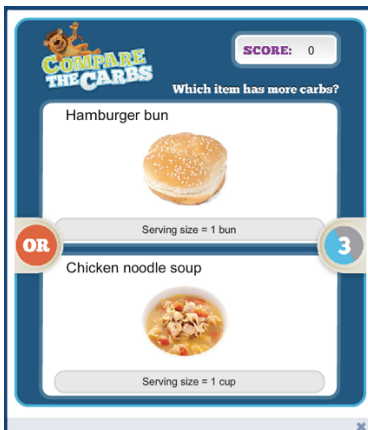 COMPARE
THE CARBS
SCORE: 0
Which item has more carbs?
Hamburger bun
Serving size = 1 bun
OR
3
Chicken noodle soup
Serving size = 1 cup